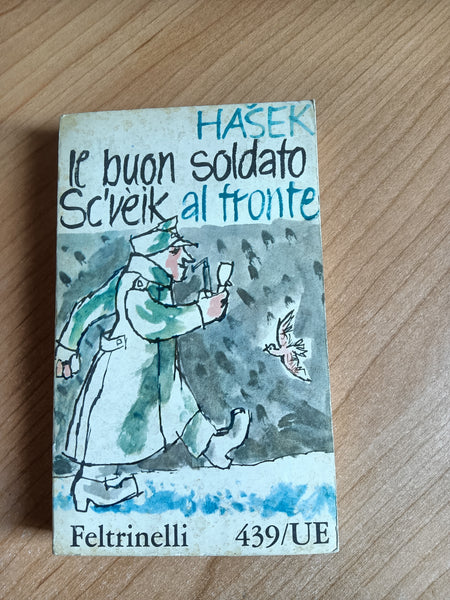 HAŠEK
Il buon soldato
Sc'vèik al fronte
Feltrinelli 439/UE